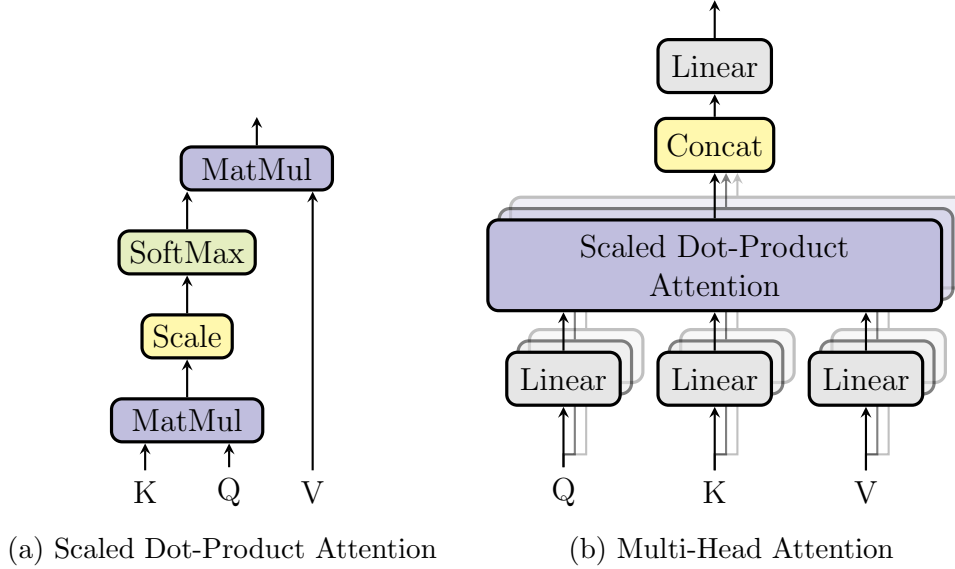 MatMul
SoftMax
Scale
MatMul
K Q V
(a) Scaled Dot-Product Attention
Linear
Concat
Scaled Dot-Product
Attention
Linear Linear Linear
Q K V
(b) Multi-Head Attention